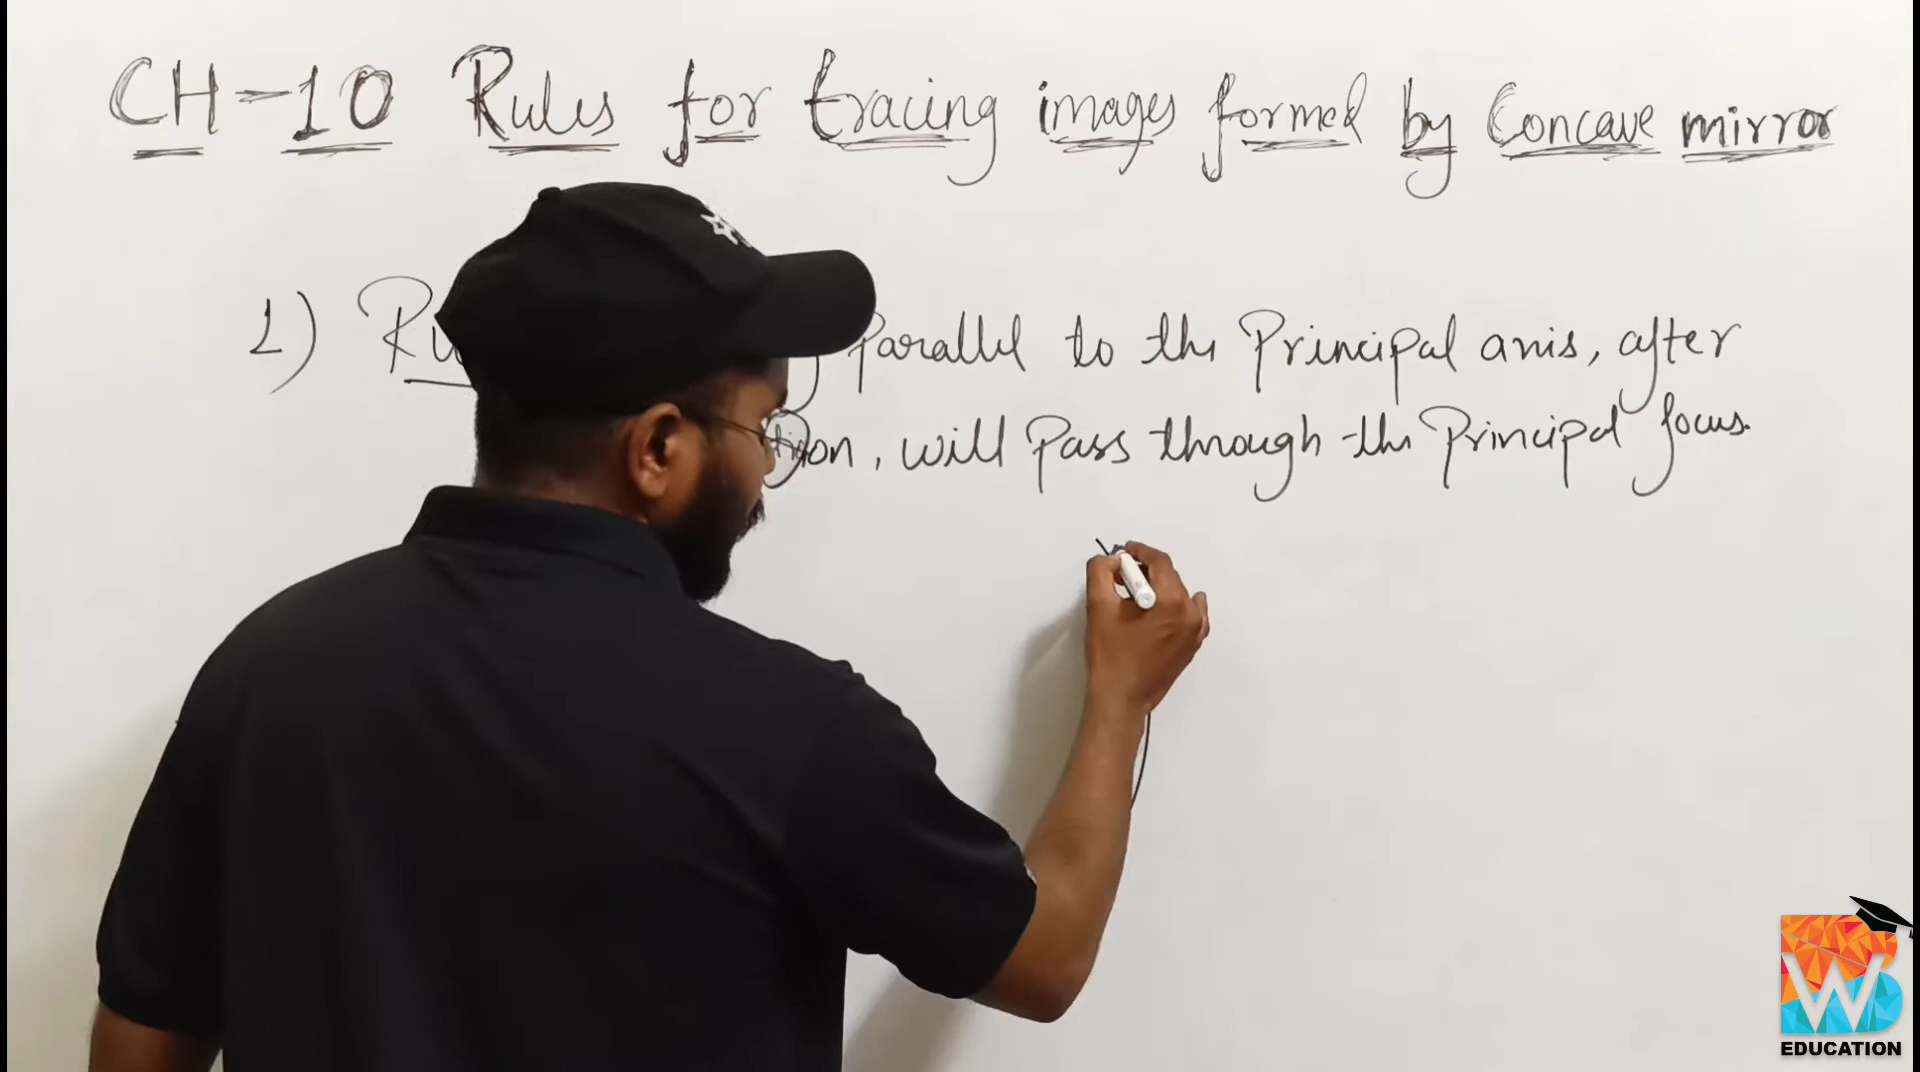 CH-10 Rules for tracing images formed by Concave mirror
1) parallel to the Principal axis, after
tion, will Pass through the Principal focus.
WB
EDUCATION